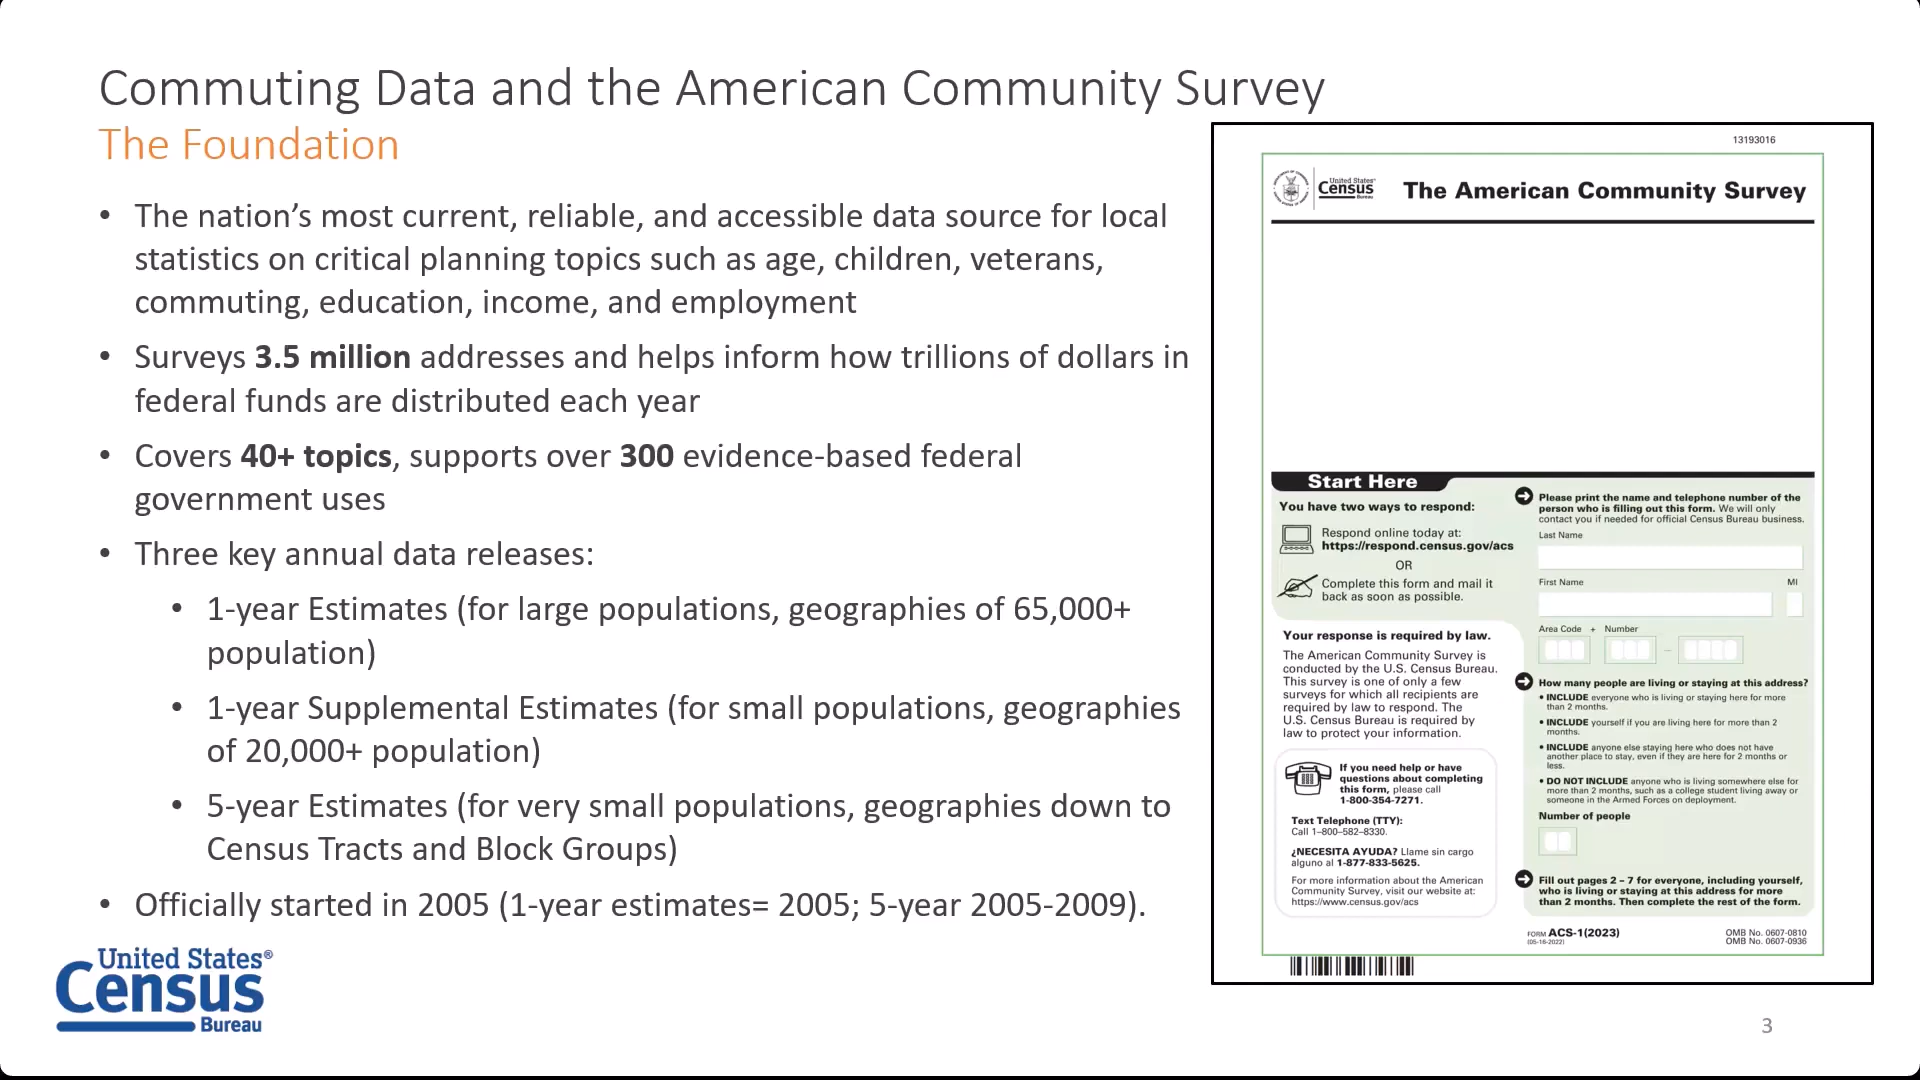 Commuting Data and the American Community Survey
The Foundation
• The nation’s most current, reliable, and accessible data source for local
statistics on critical planning topics such as age, children, veterans,
commuting, education, income, and employment
• Surveys 3.5 million addresses and helps inform how trillions of dollars in
federal funds are distributed each year
• Covers 40+ topics, supports over 300 evidence-based federal
government uses
• Three key annual data releases:
• 1-year Estimates (for large populations, geographies of 65,000+
population)
• 1-year Supplemental Estimates (for small populations, geographies
of 20,000+ population)
• 5-year Estimates (for very small populations, geographies down to
Census Tracts and Block Groups)
• Officially started in 2005 (1-year estimates= 2005; 5-year 2005-2009).
United States®
Census
Bureau
13193016
United States®
Census
Bureau
The American Community Survey
Start Here
You have two ways to respond:
Respond online today at:
https://respond.census.gov/acs
OR
Complete this form and mail it
back as soon as possible.
Your response is required by law.
The American Community Survey is
conducted by the U.S. Census Bureau.
This survey is one of only a few
surveys for which all recipients are
required by law to respond. The
U.S. Census Bureau is required by
law to protect your information.
If you need help or have
questions about completing
this form, please call
1-800-354-7271.
Text Telephone (TTY):
Call 1–800–582–8330.
¿NECESITA AYUDA? Llame sin cargo
alguno al 1-877-833-5625.
For more information about the American
Community Survey, visit our website at:
https://www.census.gov/acs
Please print the name and telephone number of the
person who is filling out this form. We will only
contact you if needed for official Census Bureau business.
Last Name
First Name MI
Area Code + Number
–
How many people are living or staying at this address?
• INCLUDE everyone who is living or staying here for more
than 2 months.
• INCLUDE yourself if you are living here for more than 2
months.
• INCLUDE anyone else staying here who does not have
another place to stay, even if they are here for 2 months or
less.
• DO NOT INCLUDE anyone who is living somewhere else for
more than 2 months, such as a college student living away or
someone in the Armed Forces on deployment.
Number of people
Fill out pages 2 – 7 for everyone, including yourself,
who is living or staying at this address for more
than 2 months. Then complete the rest of the form.
FORM ACS-1(2023)
(05-16-2022)
OMB No. 0607-0810
OMB No. 0607-0936
3